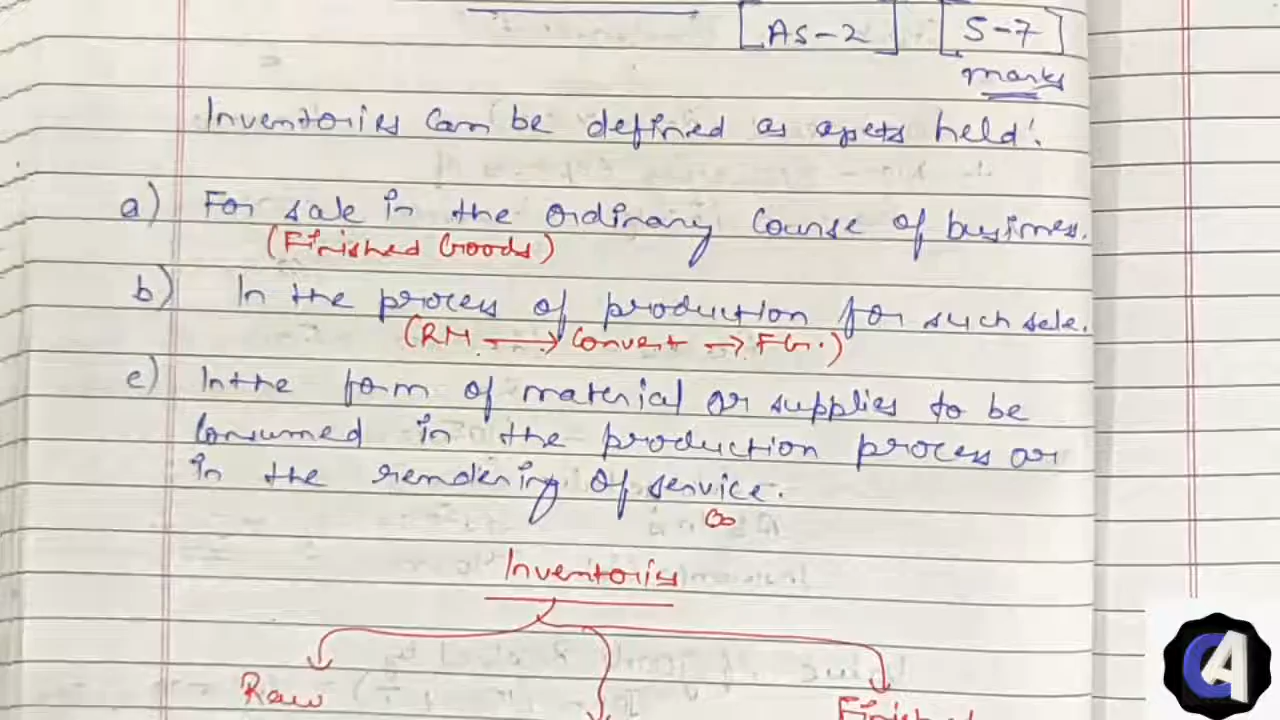 [AS-2] [5-7]
marks
Inventories can be defined as assets held:
a) For sale in the ordinary course of business.
(Finished Goods)
b) In the process of production for such sale.
(RM → Convert → FG.)
c) In the form of material or supplies to be
consumed in the production process or
in the rendering of service.
Inventories
Raw
Finished
CA